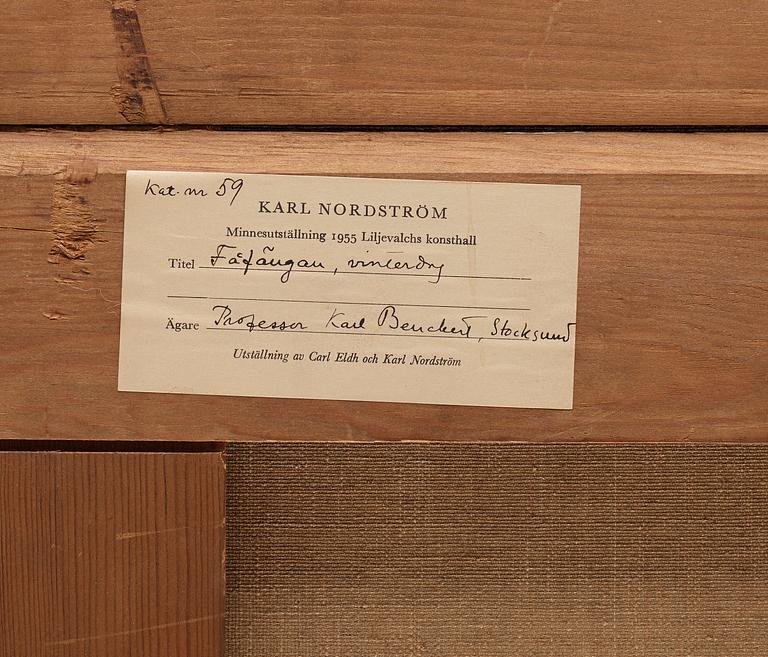 Kat. nr 59
KARL NORDSTRÖM
Minnesutställning 1955 Liljevalchs konsthall
Titel Fåfängan, vinterdag
Ägare Professor Karl Benckert, Stocksund
Utställning av Carl Eldh och Karl Nordström